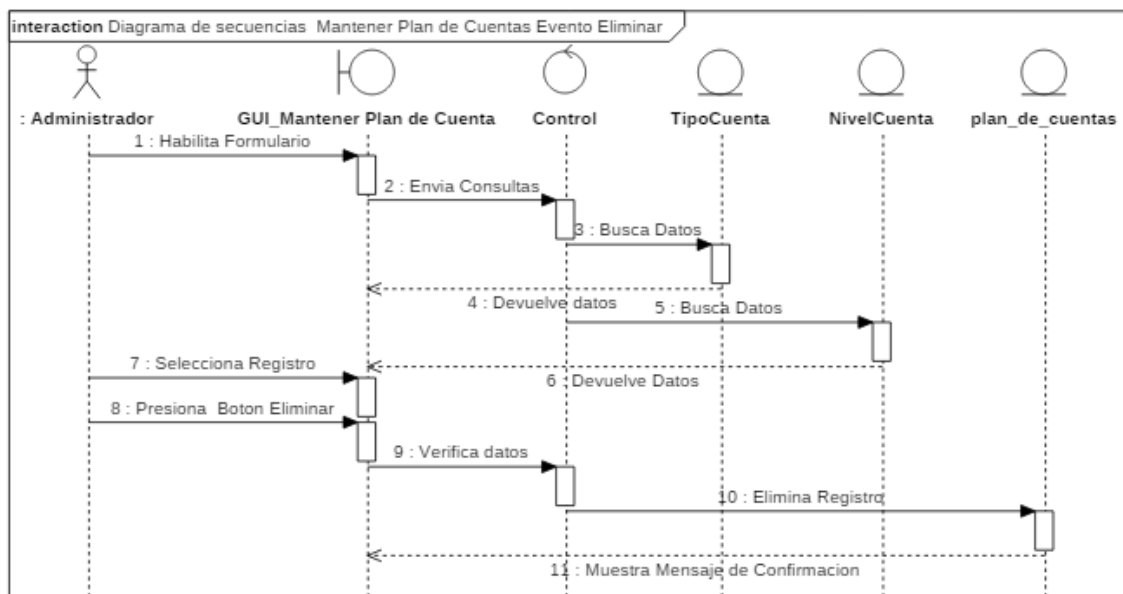 interaction Diagrama de secuencias Mantener Plan de Cuentas Evento Eliminar
: Administrador
GUI_Mantener Plan de Cuenta
Control
TipoCuenta
NivelCuenta
plan_de_cuentas
1 : Habilita Formulario
2 : Envia Consultas
3 : Busca Datos
4 : Devuelve datos
5 : Busca Datos
6 : Devuelve Datos
7 : Selecciona Registro
8 : Presiona Boton Eliminar
9 : Verifica datos
10 : Elimina Registro
11 : Muestra Mensaje de Confirmacion